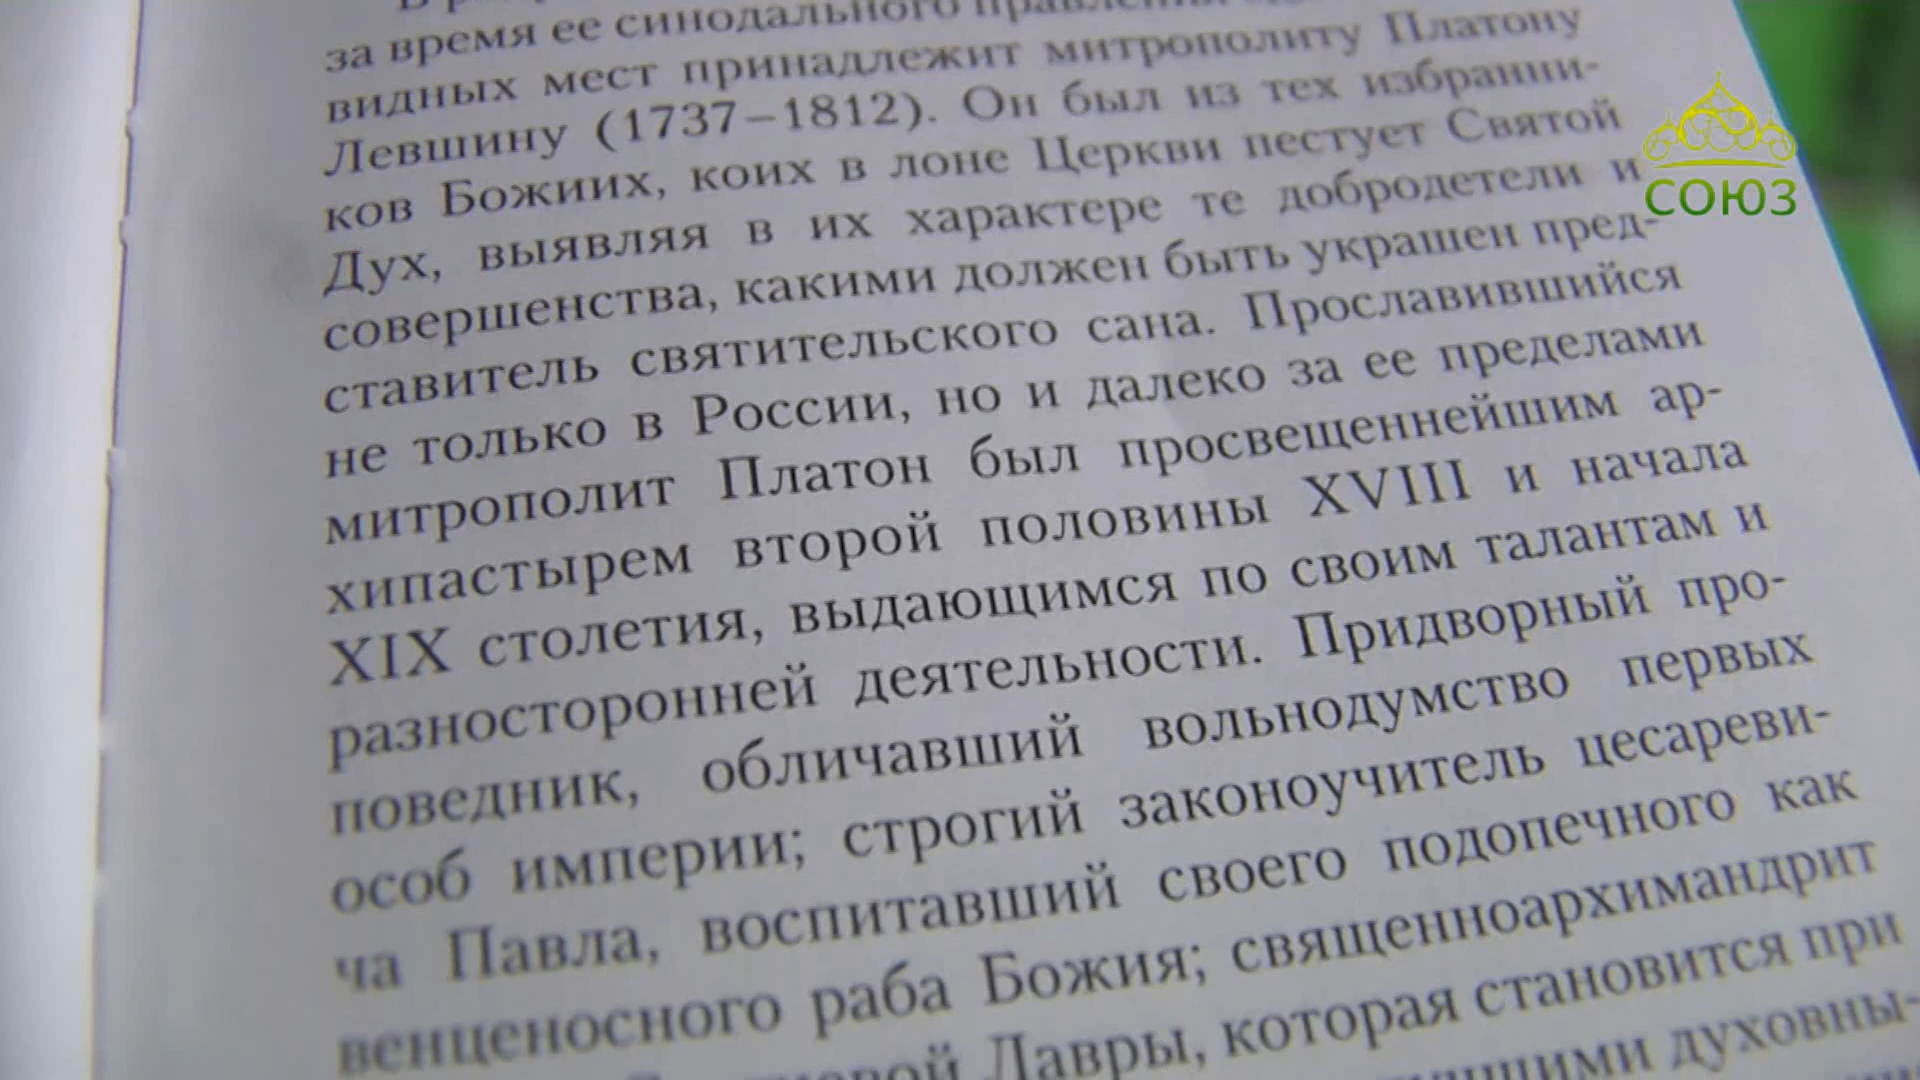 за время ее синодального
видных мест принадлежит митрополиту Платону
Левшину (1737–1812). Он был из тех избранни-
ков Божиих, коих в лоне Церкви пестует Святой
Дух, выявляя в их характере те добродетели и
совершенства, какими должен быть украшен пред-
ставитель святительского сана. Прославившийся
не только в России, но и далеко за ее пределами
митрополит Платон был просвещеннейшим ар-
хипастырем второй половины XVIII и начала
XIX столетия, выдающимся по своим талантам и
разносторонней деятельности. Придворный про-
поведник, обличавший вольнодумство первых
особ империи; строгий законоучитель цесареви-
ча Павла, воспитавший своего подопечного как
венценосного раба Божия; священноархимандрит
Лавры, которая становится при
духовны-
СОЮЗ